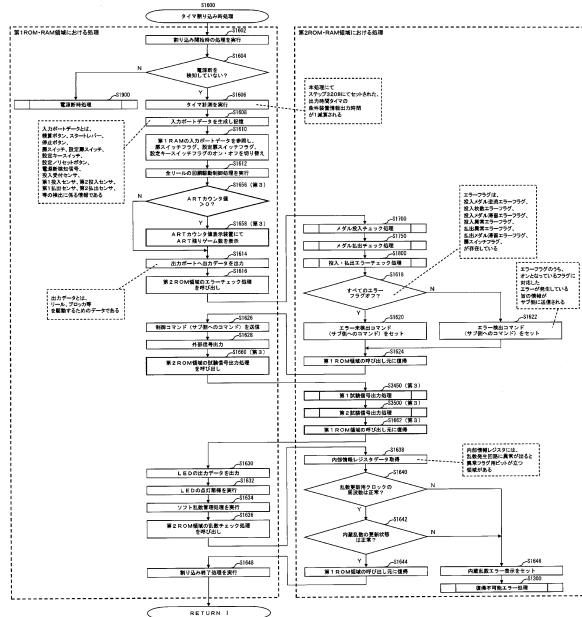 S1600
タイマ割り込み時処理
第1ROM・RAM領域における処理
S1602
割り込み開始時の処理を実行
S1604
電源断を
検知していない?
N
Y
S1900
電源断時処理
S1606
タイマ計測を実行
本処理にて
ステップ3208にてセットされた、
出力時間タイマの
条件装置情報出力時間
が1減算される
S1608
入力ポートデータを生成し記憶
入力ポートデータとは、
精算ボタン、スタートレバー、
停止ボタン、
扉スイッチ、設定扉スイッチ、
設定キースイッチ、
設定／リセットボタン、
電源断検知信号、
投入受付センサ、
第1投入センサ、第2投入センサ、
第1払出センサ、第2払出センサ、
等の検出に係る情報である
S1610
第1RAMの入力ポートデータを参照し、
扉スイッチフラグ、設定扉スイッチフラグ、
設定キースイッチフラグのオン・オフを切り替え
S1612
全リールの回胴駆動制御処理を実行
S1656 (第3)
ARTカウンタ値
>0?
N
Y
S1658 (第3)
ARTカウンタ値表示装置にて
ART残りゲーム数を表示
S1614
出力ポートへ出力データを出力
出力データとは、
リール、ブロッカ等
を駆動するためのデータである
S1616
第2ROM領域のエラーチェック処理
を呼び出し
S1626
制御コマンド(サブ側へのコマンド)を送信
S1628
外部信号出力
S1660 (第3)
第2ROM領域の試験信号出力処理
を呼び出し
S1630
LEDの出力データを出力
S1632
LEDの点灯態様を実行
S1634
ソフト乱数管理処理を実行
S1636
第2ROM領域の乱数チェック処理
を呼び出し
S1648
割り込み終了処理を実行
RETURN I
第2ROM・RAM領域における処理
S1700
メダル投入チェック処理
S1750
メダル払出チェック処理
S1800
投入・払出エラーチェック処理
エラーフラグは、
投入メダル逆流エラーフラグ、
投入枚数エラーフラグ、
投入メダル滞留エラーフラグ、
投入異常エラーフラグ、
払出異常エラーフラグ、
払出メダル滞留エラーフラグ、
扉スイッチフラグ、
が存在している
S1618
すべてのエラー
フラグオフ?
N
Y
エラーフラグのうち、
オンとなっているフラグに
対応した
エラーが発生している
旨の情報が
サブ側に送信される
S1620
エラー未検出コマンド
(サブ側へのコマンド)をセット
S1622
エラー検出コマンド
(サブ側へのコマンド)をセット
S1624
第1ROM領域の呼び出し元に復帰
S3450 (第3)
第1試験信号出力処理
S3500 (第3)
第2試験信号出力処理
S1662 (第3)
第1ROM領域の呼び出し元に復帰
S1638
内部情報レジスタデータ取得
内部情報レジスタには、
乱数発生回路に異常が出ると
異常フラグ用ビットが立つ
領域がある
S1640
乱数更新用クロックの
周波数は正常?
N
Y
S1642
内蔵乱数の更新状態
は正常?
N
Y
S1644
第1ROM領域の呼び出し元に復帰
S1646
内蔵乱数エラー表示をセット
S1300
復帰不可能エラー処理